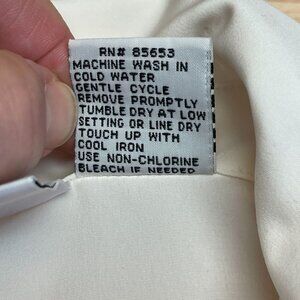 RN# 85653
MACHINE WASH IN
COLD WATER
GENTLE CYCLE
REMOVE PROMPTLY
TUMBLE DRY AT LOW
SETTING OR LINE DRY
TOUCH UP WITH
COOL IRON
USE NON-CHLORINE
BLEACH IF NEEDED